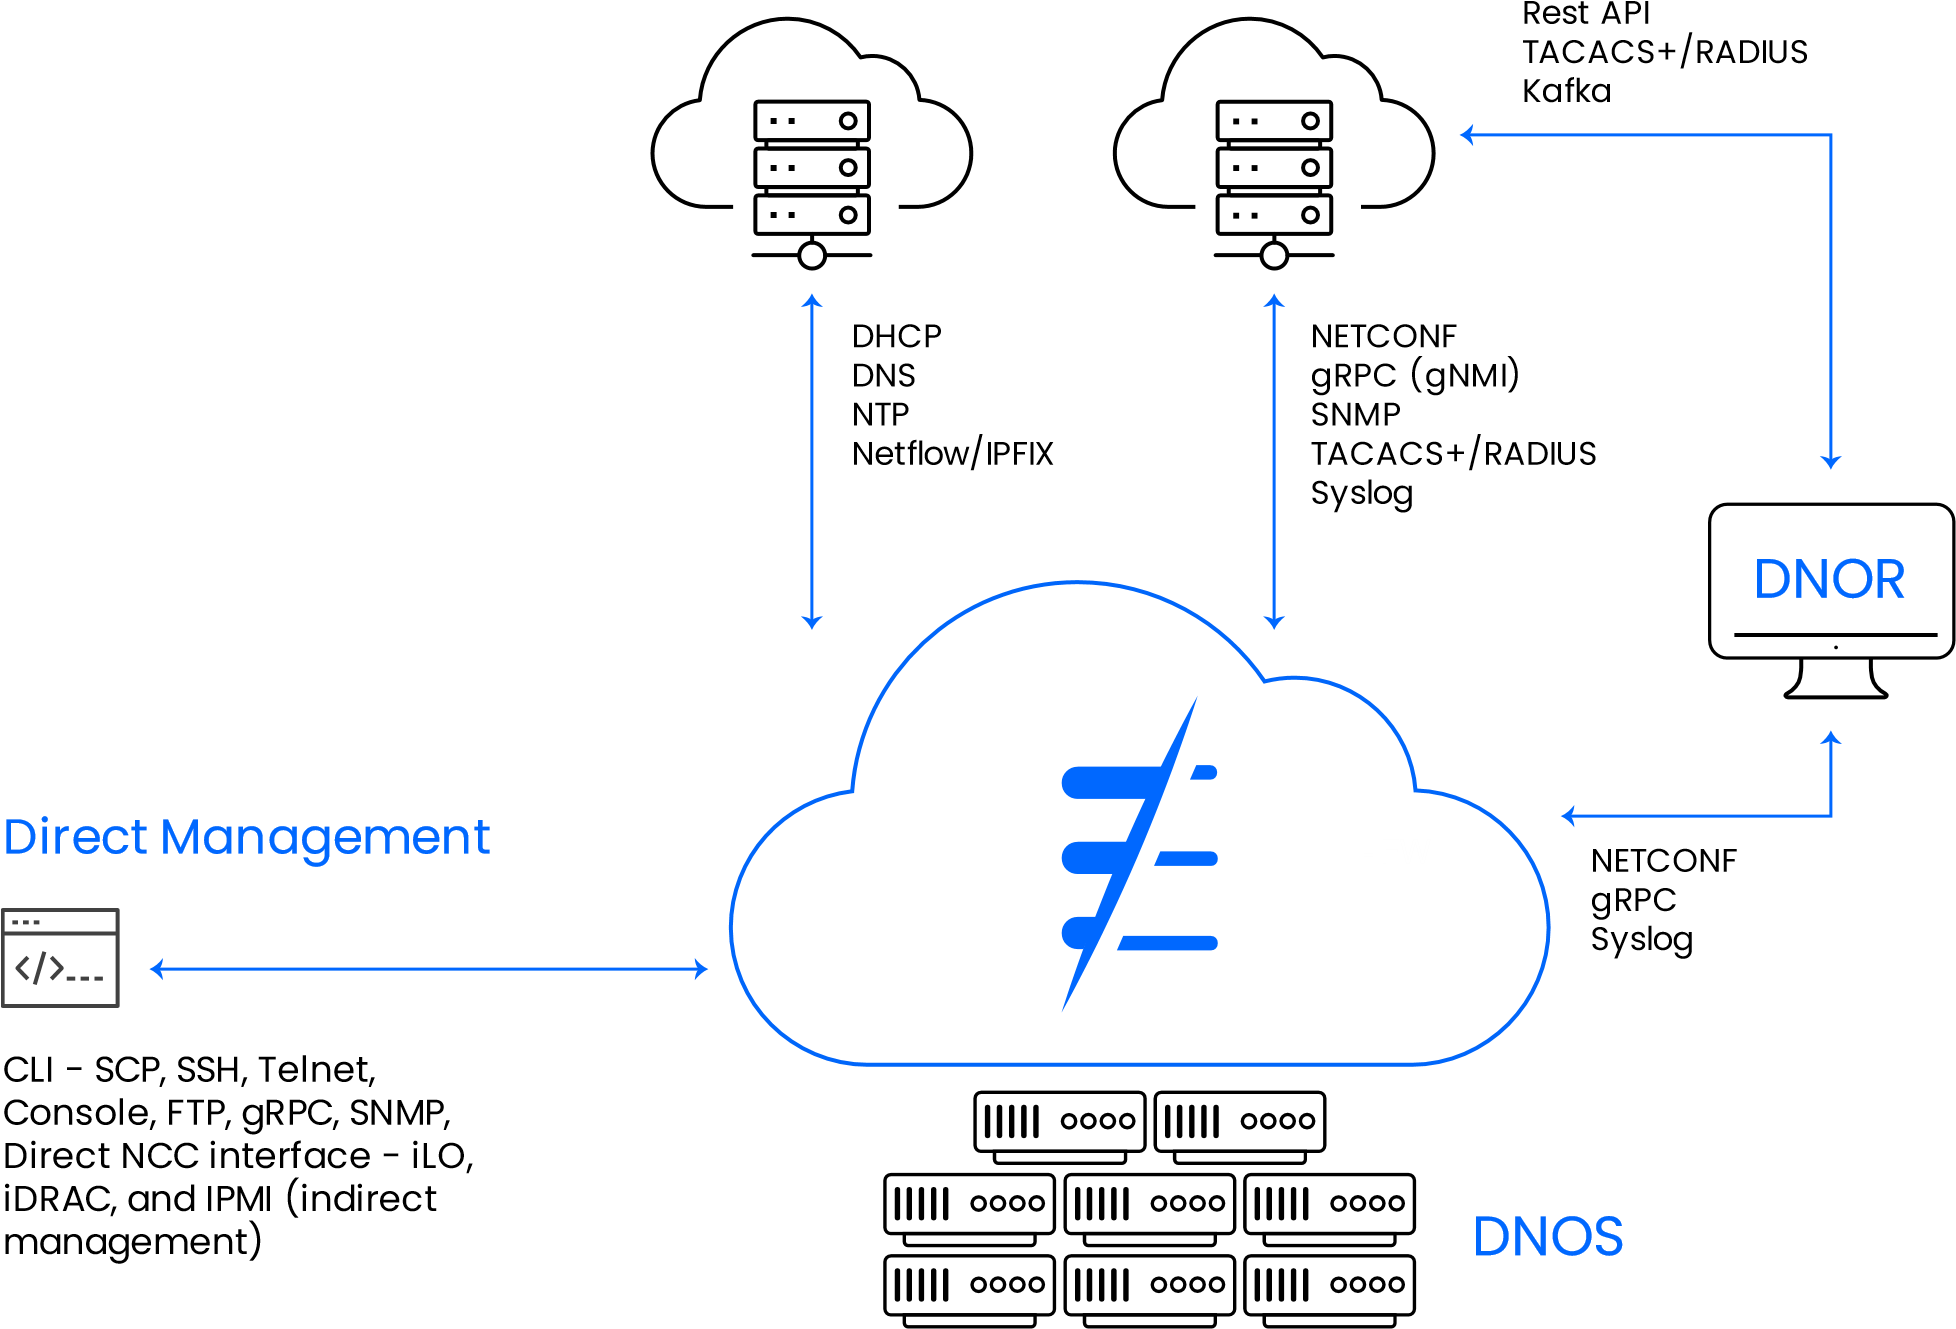 Rest API
TACACS+/RADIUS
Kafka
DHCP
DNS
NTP
Netflow/IPFIX
NETCONF
gRPC (gNMI)
SNMP
TACACS+/RADIUS
Syslog
DNOR
Direct Management
</>---
NETCONF
gRPC
Syslog
CLI - SCP, SSH, Telnet,
Console, FTP, gRPC, SNMP,
Direct NCC interface - iLO,
iDRAC, and IPMI (indirect
management)
DNOS